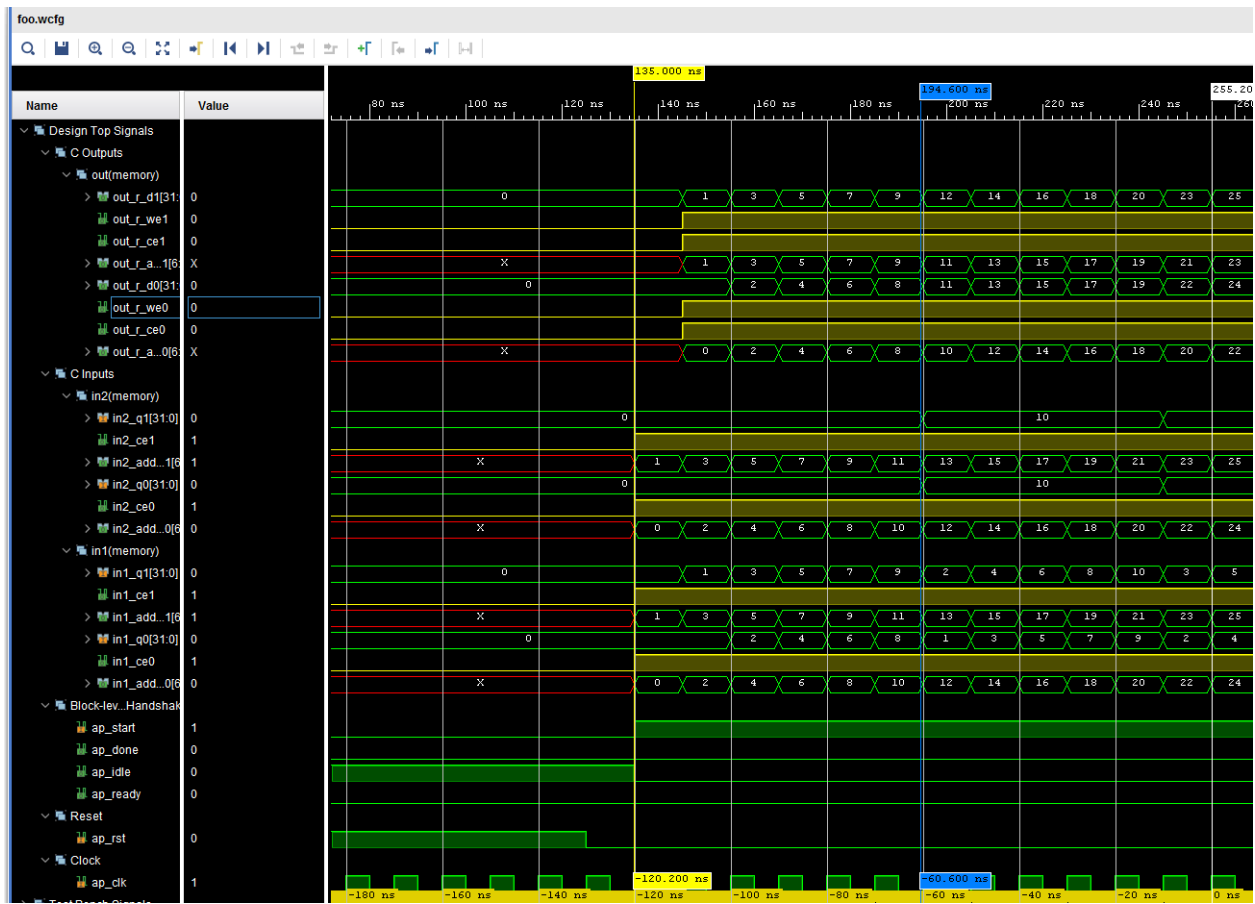 foo.wcfg
135.000 ns
194.600 ns
255.20
Name Value
80 ns 100 ns 120 ns 140 ns 160 ns 180 ns 200 ns 220 ns 240 ns 260
Design Top Signals
C Outputs
out(memory)
out_r_d1[31: 0 0 1 3 5 7 9 12 14 16 18 20 23 25
out_r_we1 0
out_r_ce1 0
out_r_a...1[6: X X 1 3 5 7 9 11 13 15 17 19 21 23
out_r_d0[31: 0 0 2 4 6 8 11 13 15 17 19 22 24
out_r_we0 0
out_r_ce0 0
out_r_a...0[6: X X 0 2 4 6 8 10 12 14 16 18 20 22
C Inputs
in2(memory)
in2_q1[31:0] 0 0 10
in2_ce1 1
in2_add...1[6 1 X 1 3 5 7 9 11 13 15 17 19 21 23 25
in2_q0[31:0] 0 0 10
in2_ce0 1
in2_add...0[6 0 X 0 2 4 6 8 10 12 14 16 18 20 22 24
in1(memory)
in1_q1[31:0] 0 0 1 3 5 7 9 2 4 6 8 10 3 5
in1_ce1 1
in1_add...1[6 1 X 1 3 5 7 9 11 13 15 17 19 21 23 25
in1_q0[31:0] 0 0 2 4 6 8 1 3 5 7 9 2 4
in1_ce0 1
in1_add...0[6 0 X 0 2 4 6 8 10 12 14 16 18 20 22 24
Block-lev...Handshak
ap_start 1
ap_done 0
ap_idle 0
ap_ready 0
Reset
ap_rst 0
Clock
ap_clk 1
-120.200 ns -60.600 ns
-180 ns -160 ns -140 ns -120 ns -100 ns -80 ns -60 ns -40 ns -20 ns 0 ns